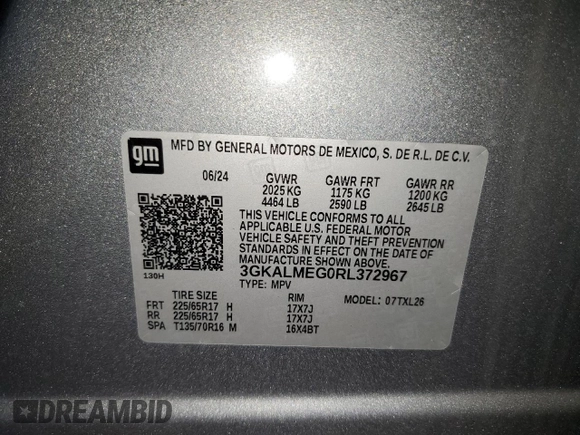 gm
MFD BY GENERAL MOTORS DE MEXICO, S. DE R.L. DE C.V.
06/24 GVWR GAWR FRT GAWR RR
2025 KG 1175 KG 1200 KG
4464 LB 2590 LB 2645 LB
THIS VEHICLE CONFORMS TO ALL
APPLICABLE U.S. FEDERAL MOTOR
VEHICLE SAFETY AND THEFT PREVENTION
STANDARDS IN EFFECT ON THE DATE OF
MANUFACTURE SHOWN ABOVE.
130H
3GKALMEG0RL372967
TYPE: MPV
MODEL: 07TXL26
TIRE SIZE RIM
FRT 225/65R17 H 17X7J
RR 225/65R17 H 17X7J
SPA T135/70R16 M 16X4BT
DREAMBID